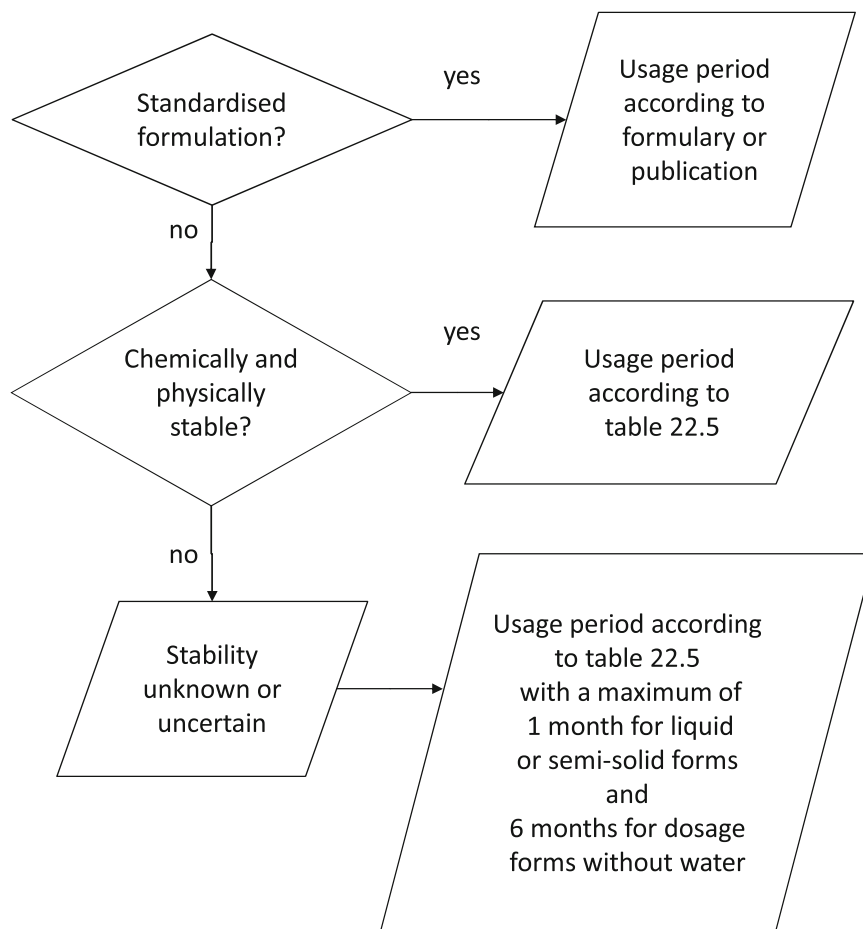 Standardised
formulation?
yes
Usage period
according to
formulary or
publication
no
Chemically and
physically
stable?
yes
Usage period
according to
table 22.5
no
Stability
unknown or
uncertain
Usage period according
to table 22.5
with a maximum of
1 month for liquid
or semi-solid forms
and
6 months for dosage
forms without water